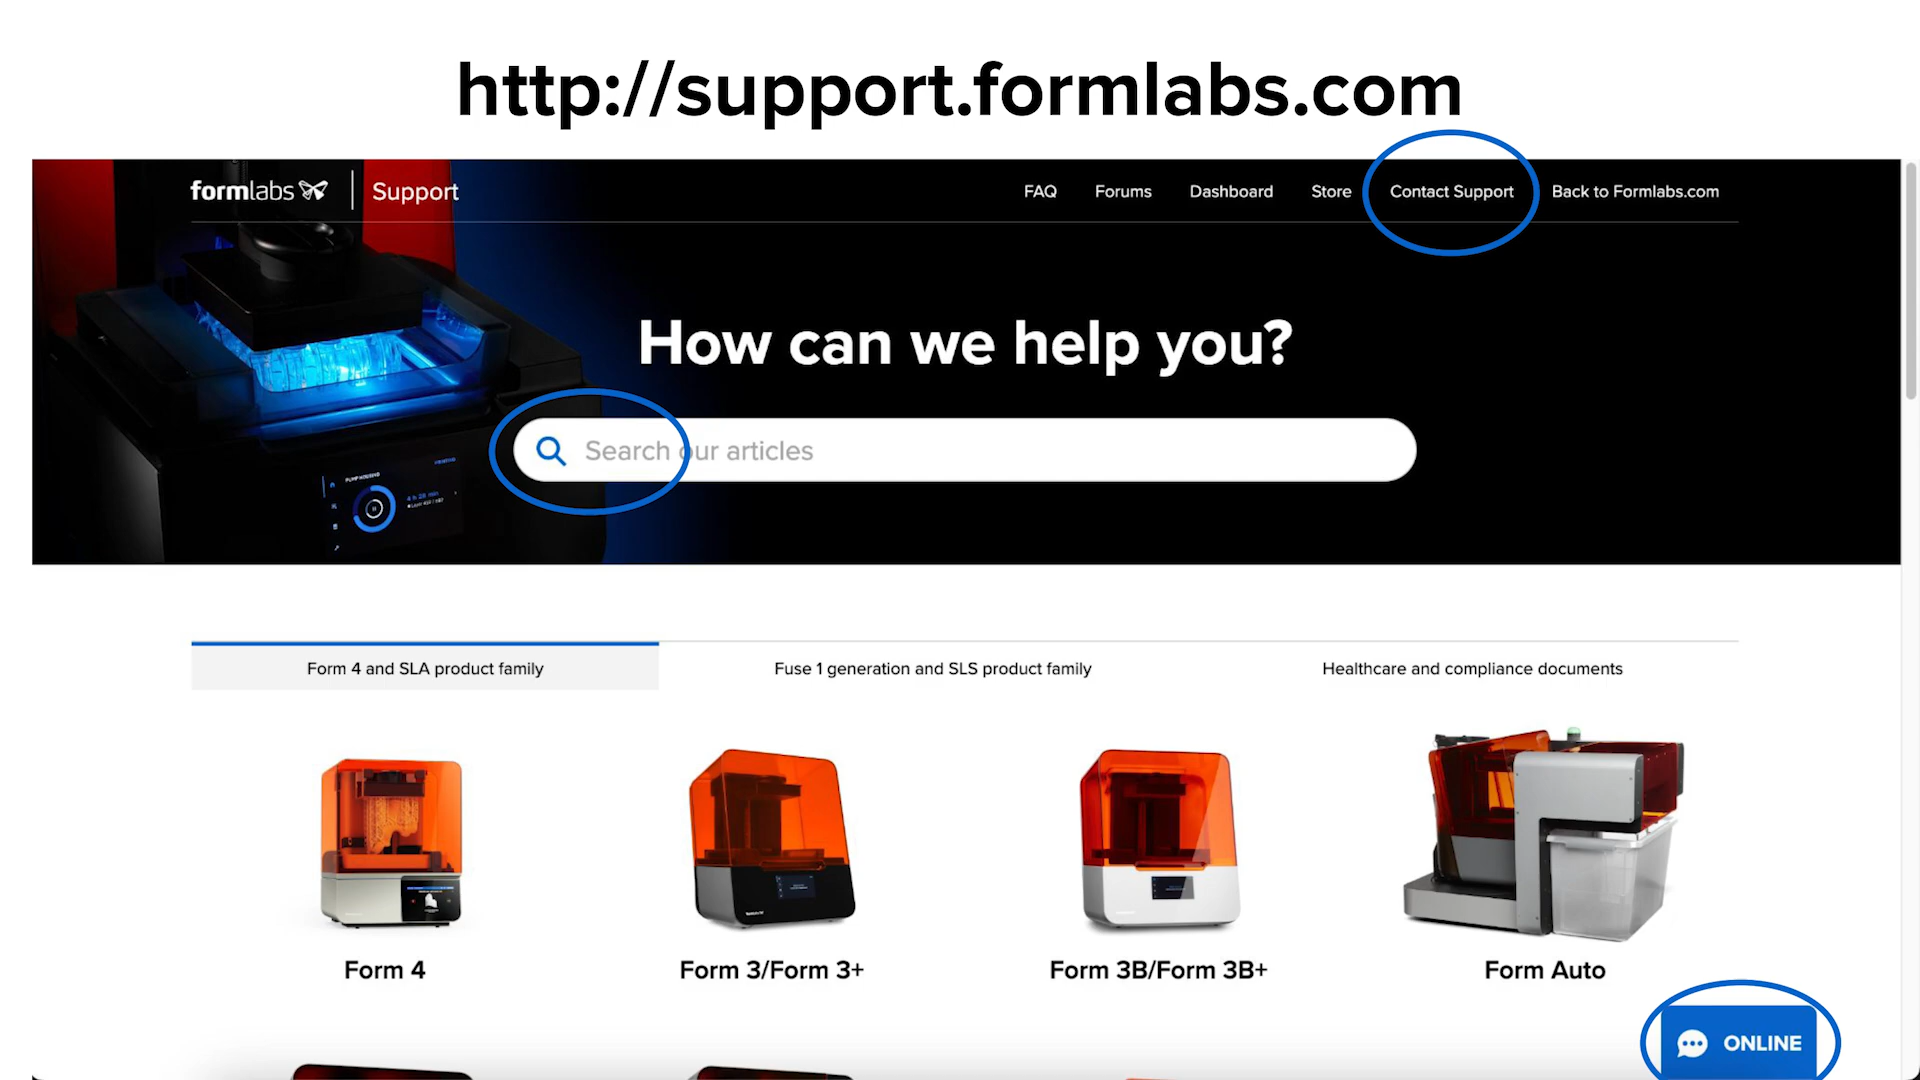 http://support.formlabs.com
formlabs Support FAQ Forums Dashboard Store Contact Support Back to Formlabs.com
How can we help you?
Search our articles
PUMP HOUSING
Form 4 and SLA product family Fuse 1 generation and SLS product family Healthcare and compliance documents
Form 4 Form 3/Form 3+ Form 3B/Form 3B+ Form Auto
ONLINE